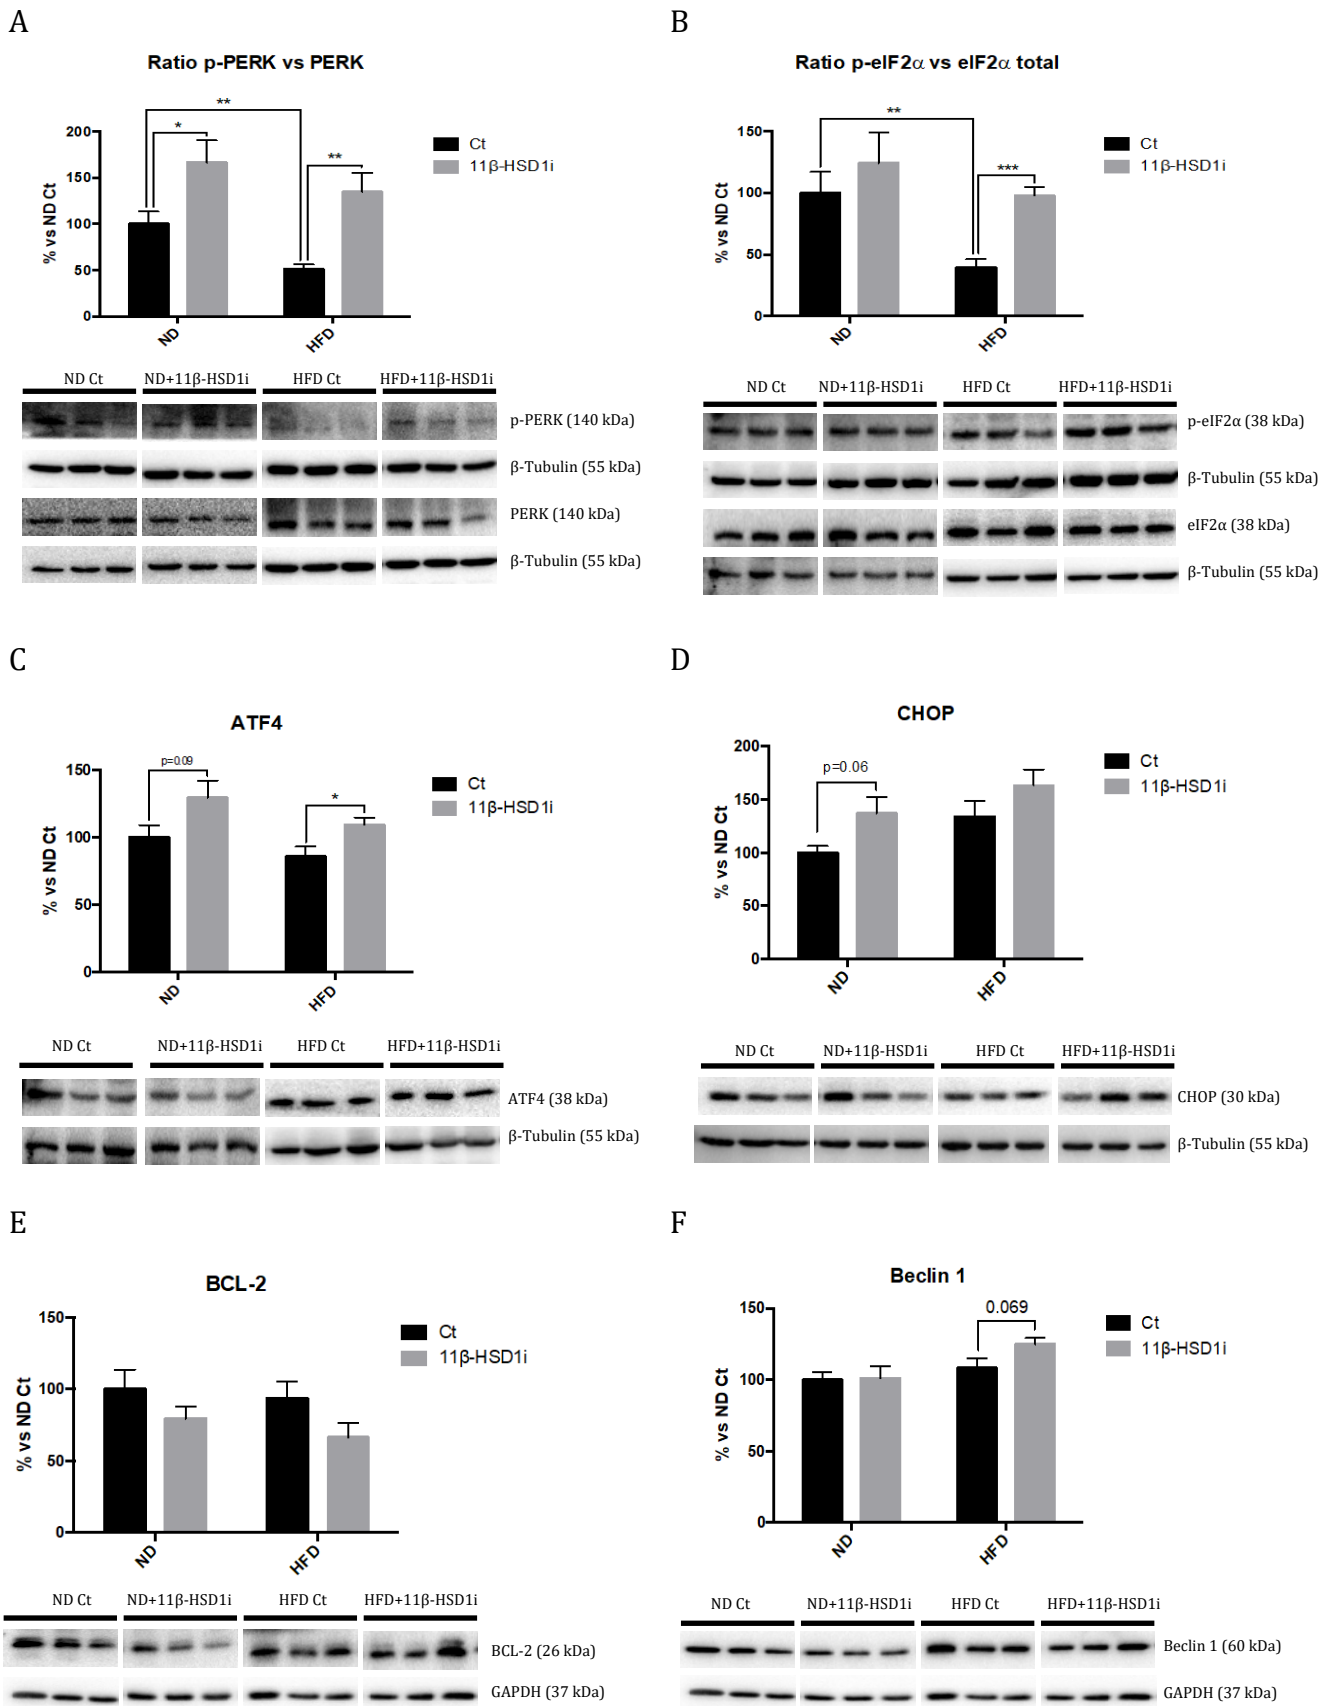 A
Ratio p-PERK vs PERK
**
*
**
200
150
100
50
0
% vs ND Ct
ND
HFD
Ct
11β-HSD1i
ND Ct
ND+11β-HSD1i
HFD Ct
HFD+11β-HSD1i
p-PERK (140 kDa)
β-Tubulin (55 kDa)
PERK (140 kDa)
β-Tubulin (55 kDa)
B
Ratio p-eIF2α vs eIF2α total
**
***
150
100
50
0
% vs ND Ct
ND
HFD
Ct
11β-HSD1i
ND Ct
ND+11β-HSD1i
HFD Ct
HFD+11β-HSD1i
p-eIF2α (38 kDa)
β-Tubulin (55 kDa)
eIF2α (38 kDa)
β-Tubulin (55 kDa)
C
ATF4
p=0.09
*
150
100
50
0
% vs ND Ct
ND
HFD
Ct
11β-HSD1i
ND Ct
ND+11β-HSD1i
HFD Ct
HFD+11β-HSD1i
ATF4 (38 kDa)
β-Tubulin (55 kDa)
D
CHOP
p=0.06
200
150
100
50
0
% vs ND Ct
ND
HFD
Ct
11β-HSD1i
ND Ct
ND+11β-HSD1i
HFD Ct
HFD+11β-HSD1i
CHOP (30 kDa)
β-Tubulin (55 kDa)
E
BCL-2
150
100
50
0
% vs ND Ct
ND
HFD
Ct
11β-HSD1i
ND Ct
ND+11β-HSD1i
HFD Ct
HFD+11β-HSD1i
BCL-2 (26 kDa)
GAPDH (37 kDa)
F
Beclin 1
0.069
150
100
50
0
% vs ND Ct
ND
HFD
Ct
11β-HSD1i
ND Ct
ND+11β-HSD1i
HFD Ct
HFD+11β-HSD1i
Beclin 1 (60 kDa)
GAPDH (37 kDa)